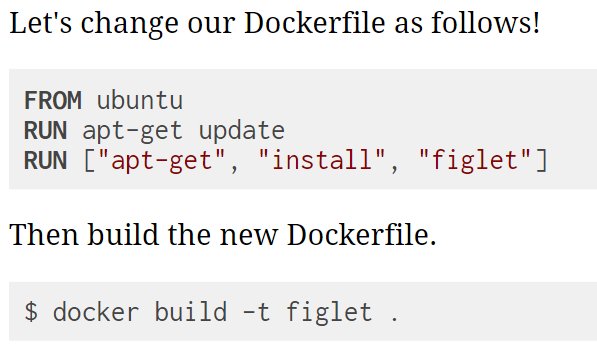 Let's change our Dockerfile as follows!
FROM ubuntu
RUN apt-get update
RUN ["apt-get", "install", "figlet"]
Then build the new Dockerfile.
$ docker build -t figlet .